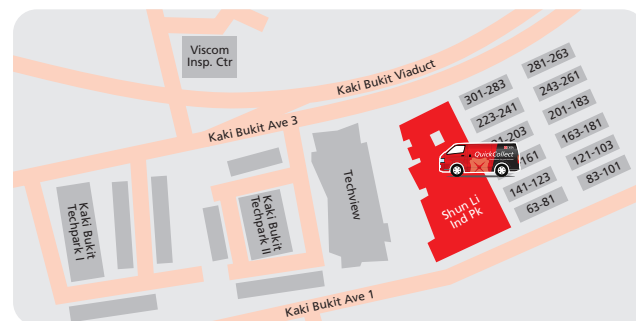 Viscom
Insp. Ctr
Kaki Bukit Viaduct
Kaki Bukit Ave 3
281-263
301-283
243-261
223-241
201-183
203
163-181
161
121-103
141-123
83-101
63-81
QuickCollect
Shun Li
Ind Pk
Techview
Kaki Bukit
Techpark II
Kaki Bukit
Techpark I
Kaki Bukit Ave 1